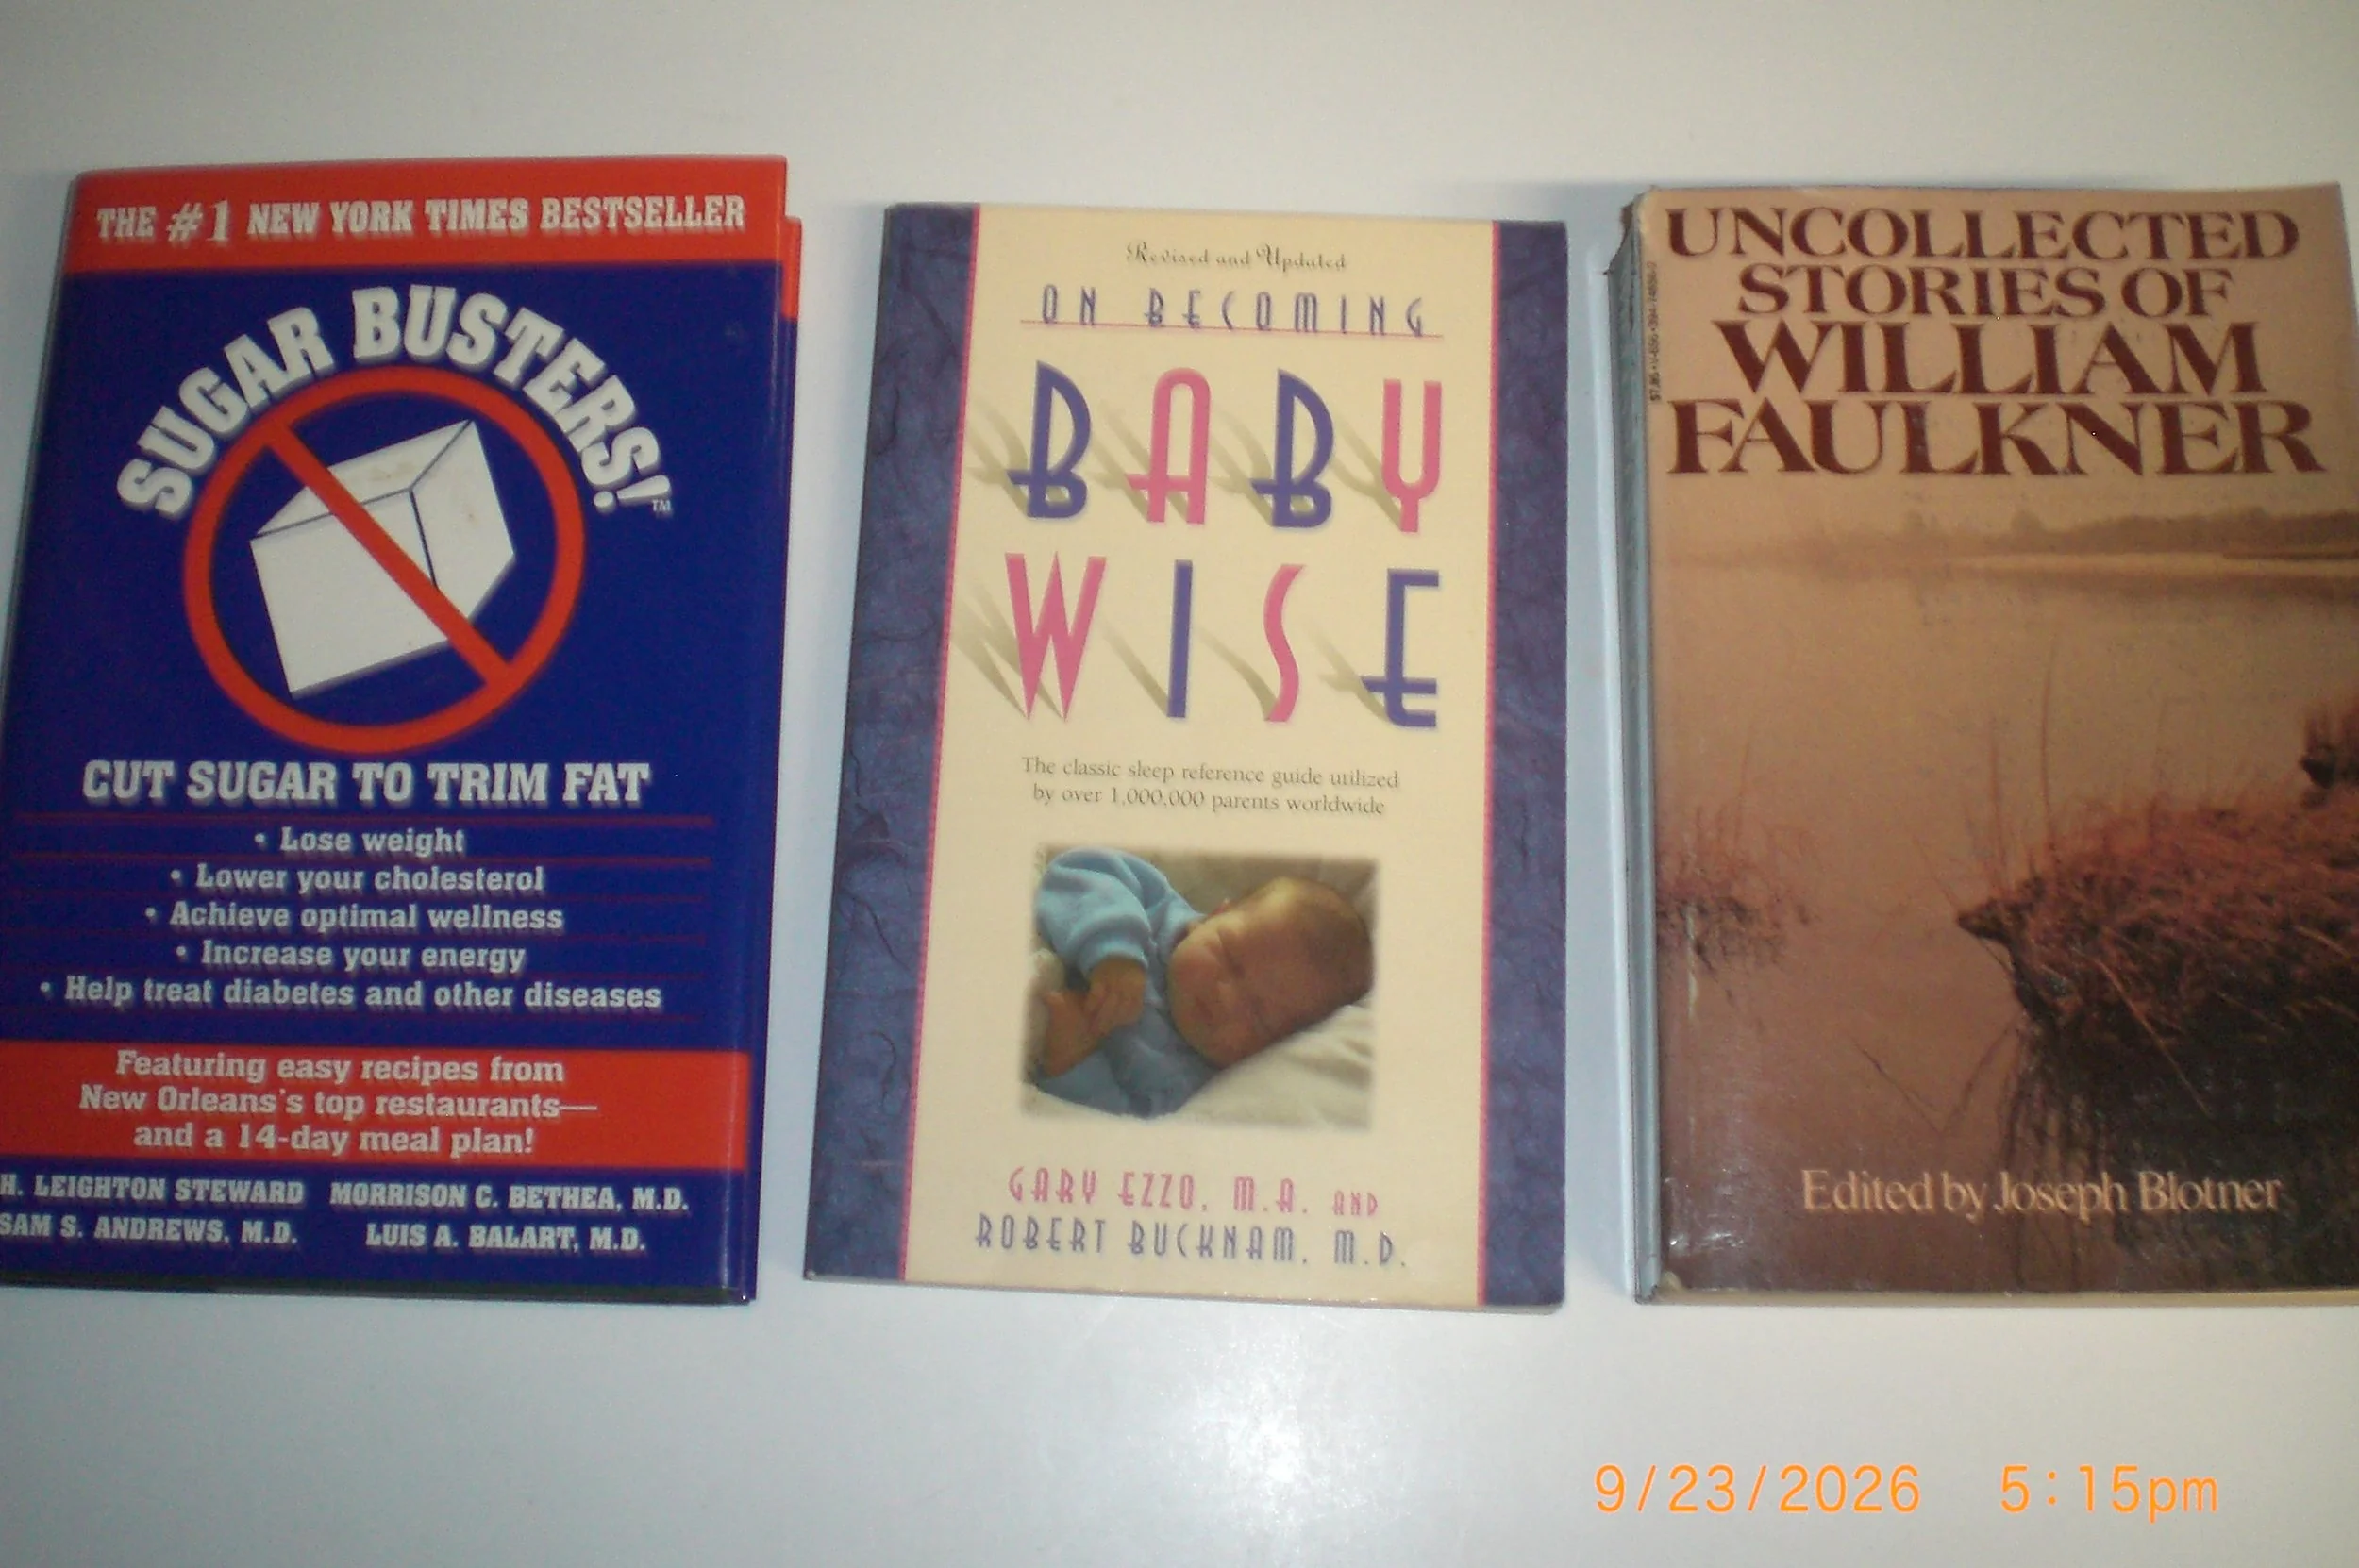 THE #1 NEW YORK TIMES BESTSELLER
SUGAR BUSTERS!™
CUT SUGAR TO TRIM FAT
• Lose weight
• Lower your cholesterol
• Achieve optimal wellness
• Increase your energy
• Help treat diabetes and other diseases
Featuring easy recipes from
New Orleans's top restaurants—
and a 14-day meal plan!
H. LEIGHTON STEWARD MORRISON C. BETHEA, M.D.
SAM S. ANDREWS, M.D. LUIS A. BALART, M.D.
Revised and Updated
ON BECOMING
BABY
WISE
The classic sleep reference guide utilized
by over 1,000,000 parents worldwide
GARY EZZO, M.A. AND
ROBERT BUCKNAM, M.D.
UNCOLLECTED
STORIES OF
WILLIAM
FAULKNER
Edited by Joseph Blotner
9/23/2026 5:15pm